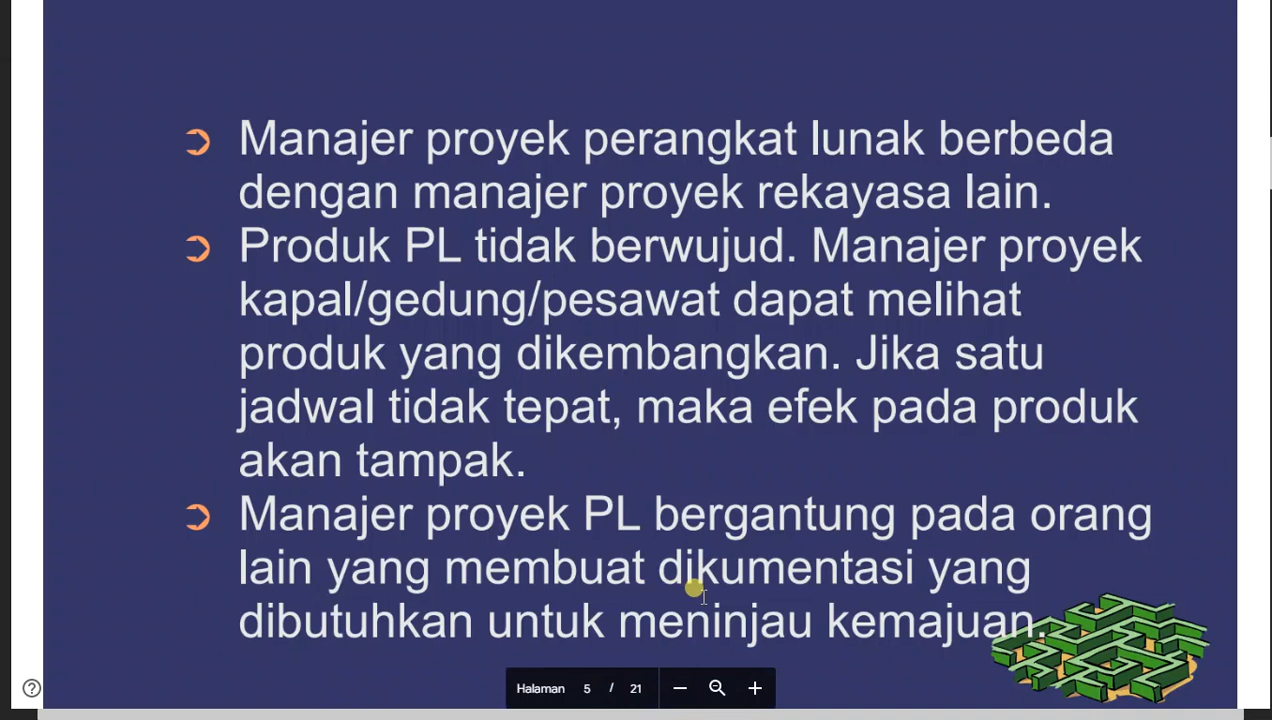 Manajer proyek perangkat lunak berbeda
dengan manajer proyek rekayasa lain.
Produk PL tidak berwujud. Manajer proyek
kapal/gedung/pesawat dapat melihat
produk yang dikembangkan. Jika satu
jadwal tidak tepat, maka efek pada produk
akan tampak.
Manajer proyek PL bergantung pada orang
lain yang membuat dikumentasi yang
dibutuhkan untuk meninjau kemajuan.
Halaman 5 / 21